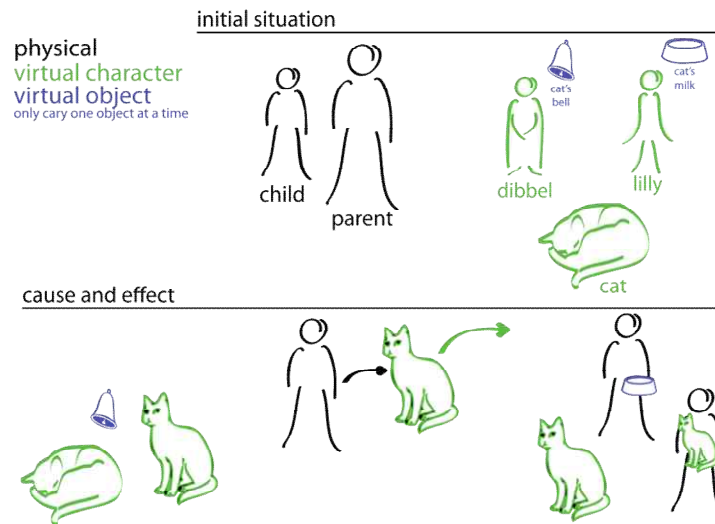 initial situation
physical
virtual character
virtual object
only cary one object at a time
cat's
bell
cat's
milk
child
parent
dibbel
lilly
cat
cause and effect